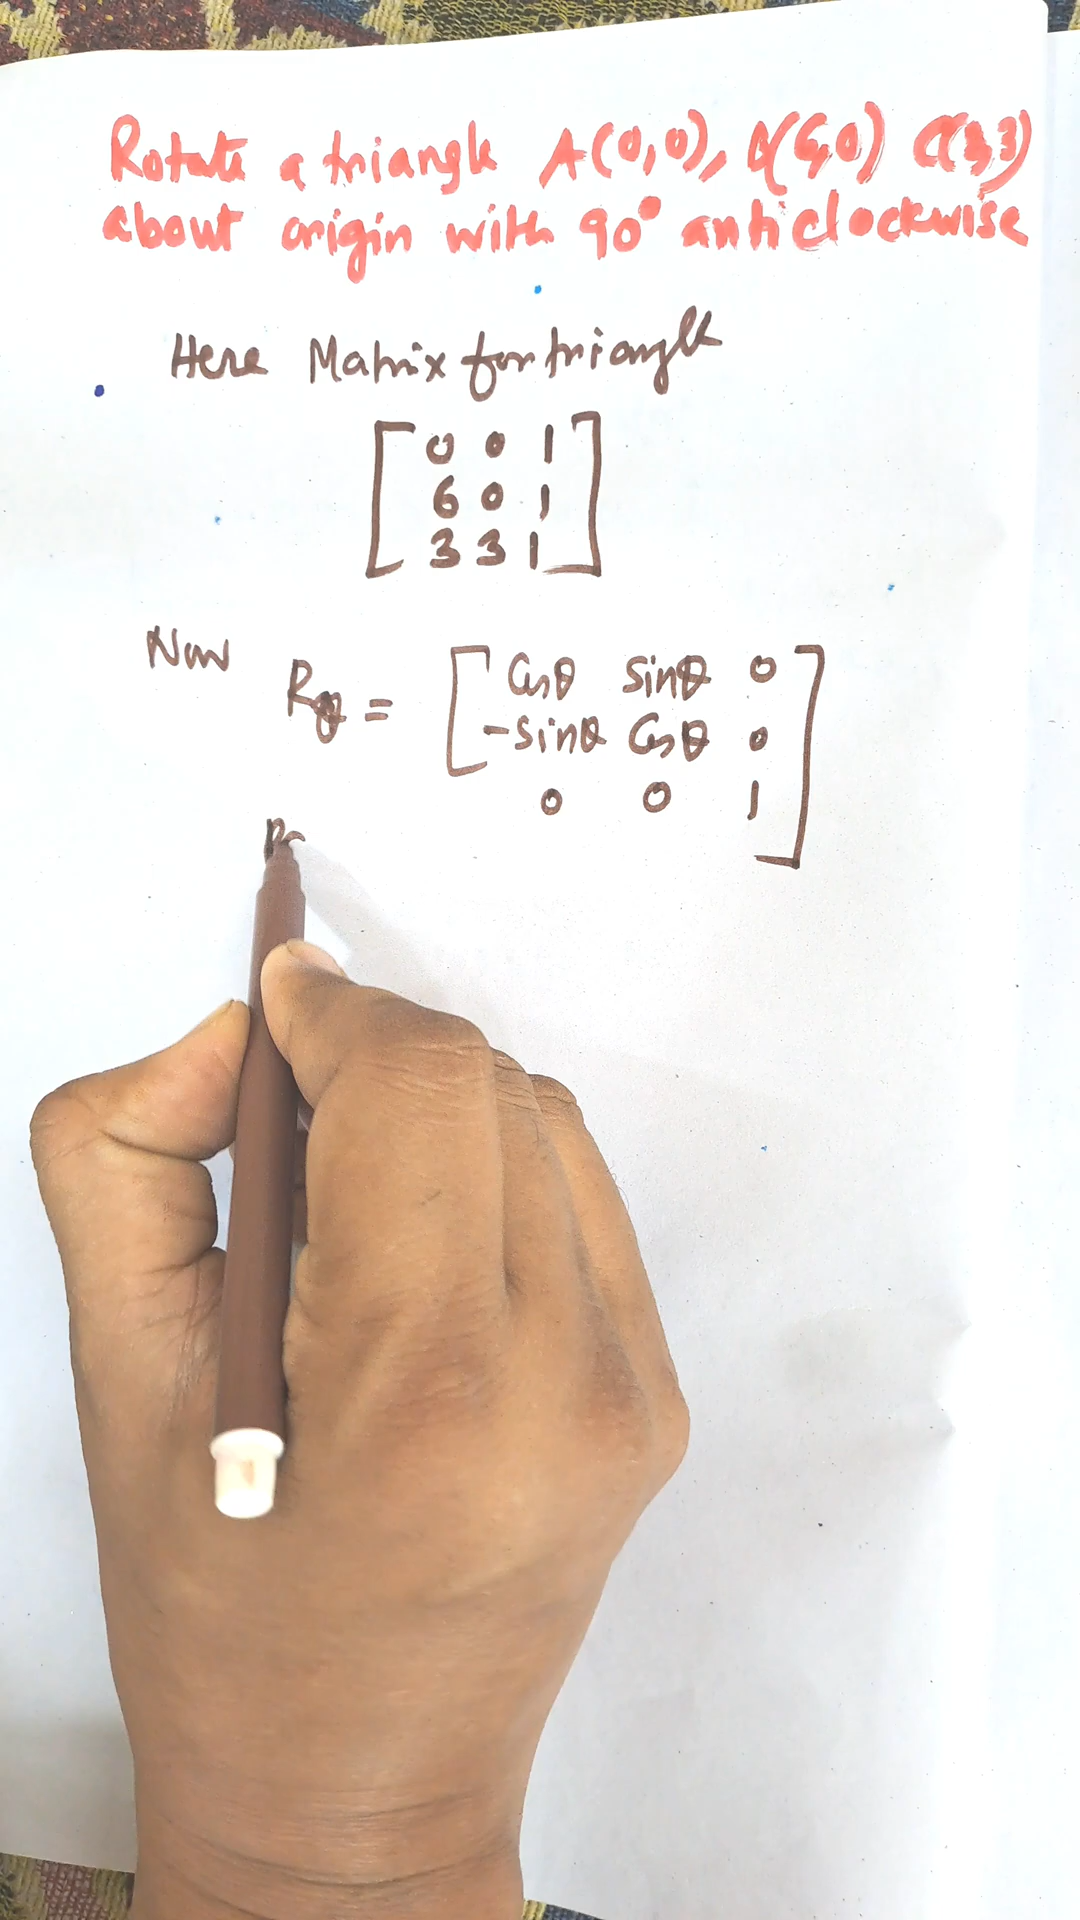 Rotate a triangle A(0,0), B(6,0) C(3,3)
about origin with 90° anticlockwise
Here Matrix for triangle
0 0 1
6 0 1
3 3 1
Now Rθ = Cosθ Sinθ 0
-Sinθ Cosθ 0
0 0 1